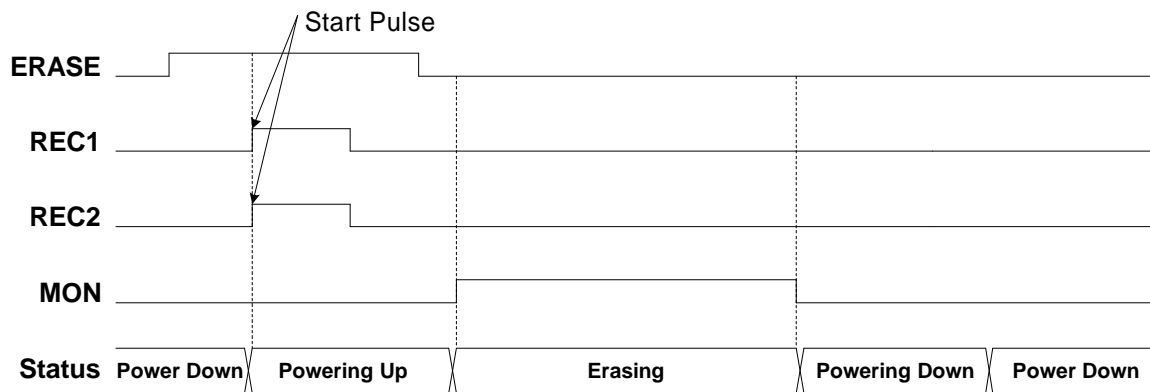 Start Pulse
ERASE
REC1
REC2
MON
Status Power Down Powering Up Erasing Powering Down Power Down